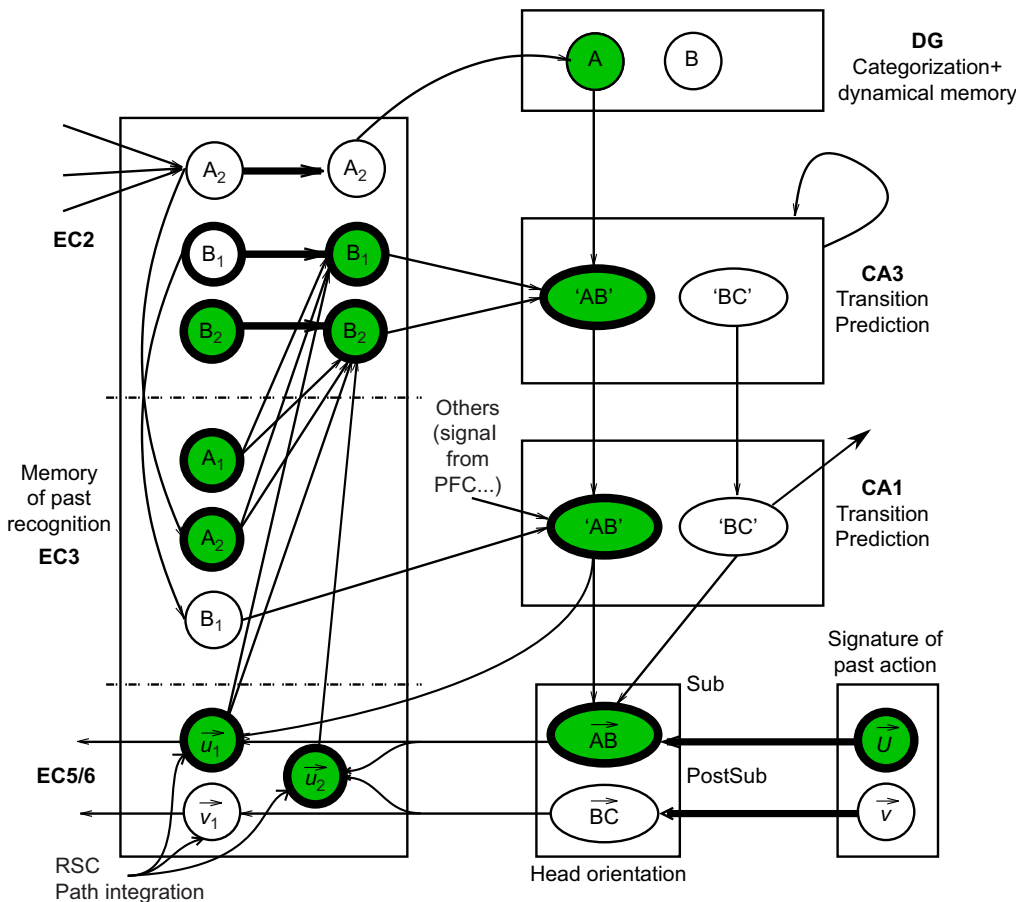 DG
Categorization+
dynamical memory
A
B
A2
A2
EC2
B1
B1
B2
B2
'AB'
'BC'
CA3
Transition
Prediction
Others
(signal
from
PFC...)
Memory
of past
recognition
EC3
A1
A2
B1
'AB'
'BC'
CA1
Transition
Prediction
Signature of
past action
Sub
u1
u2
AB
U
EC5/6
PostSub
v1
BC
v
RSC
Path integration
Head orientation